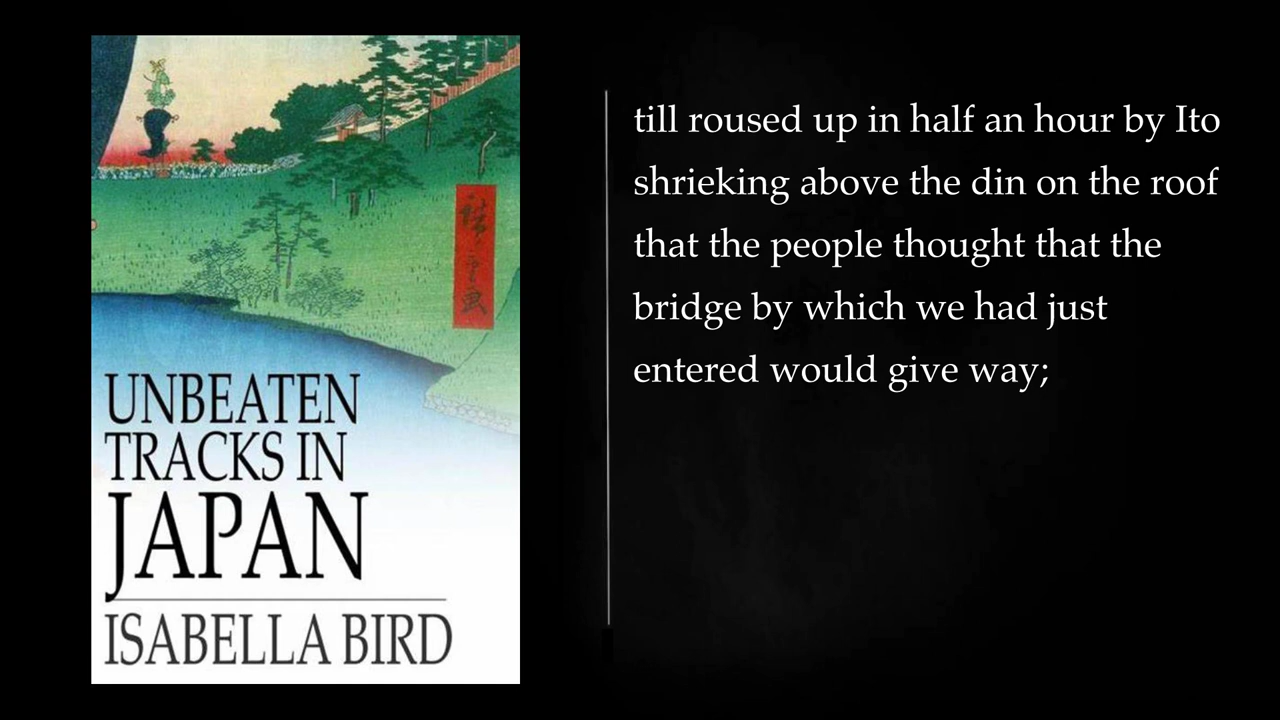 UNBEATEN
TRACKS IN
JAPAN
ISABELLA BIRD
till roused up in half an hour by Ito
shrieking above the din on the roof
that the people thought that the
bridge by which we had just
entered would give way;